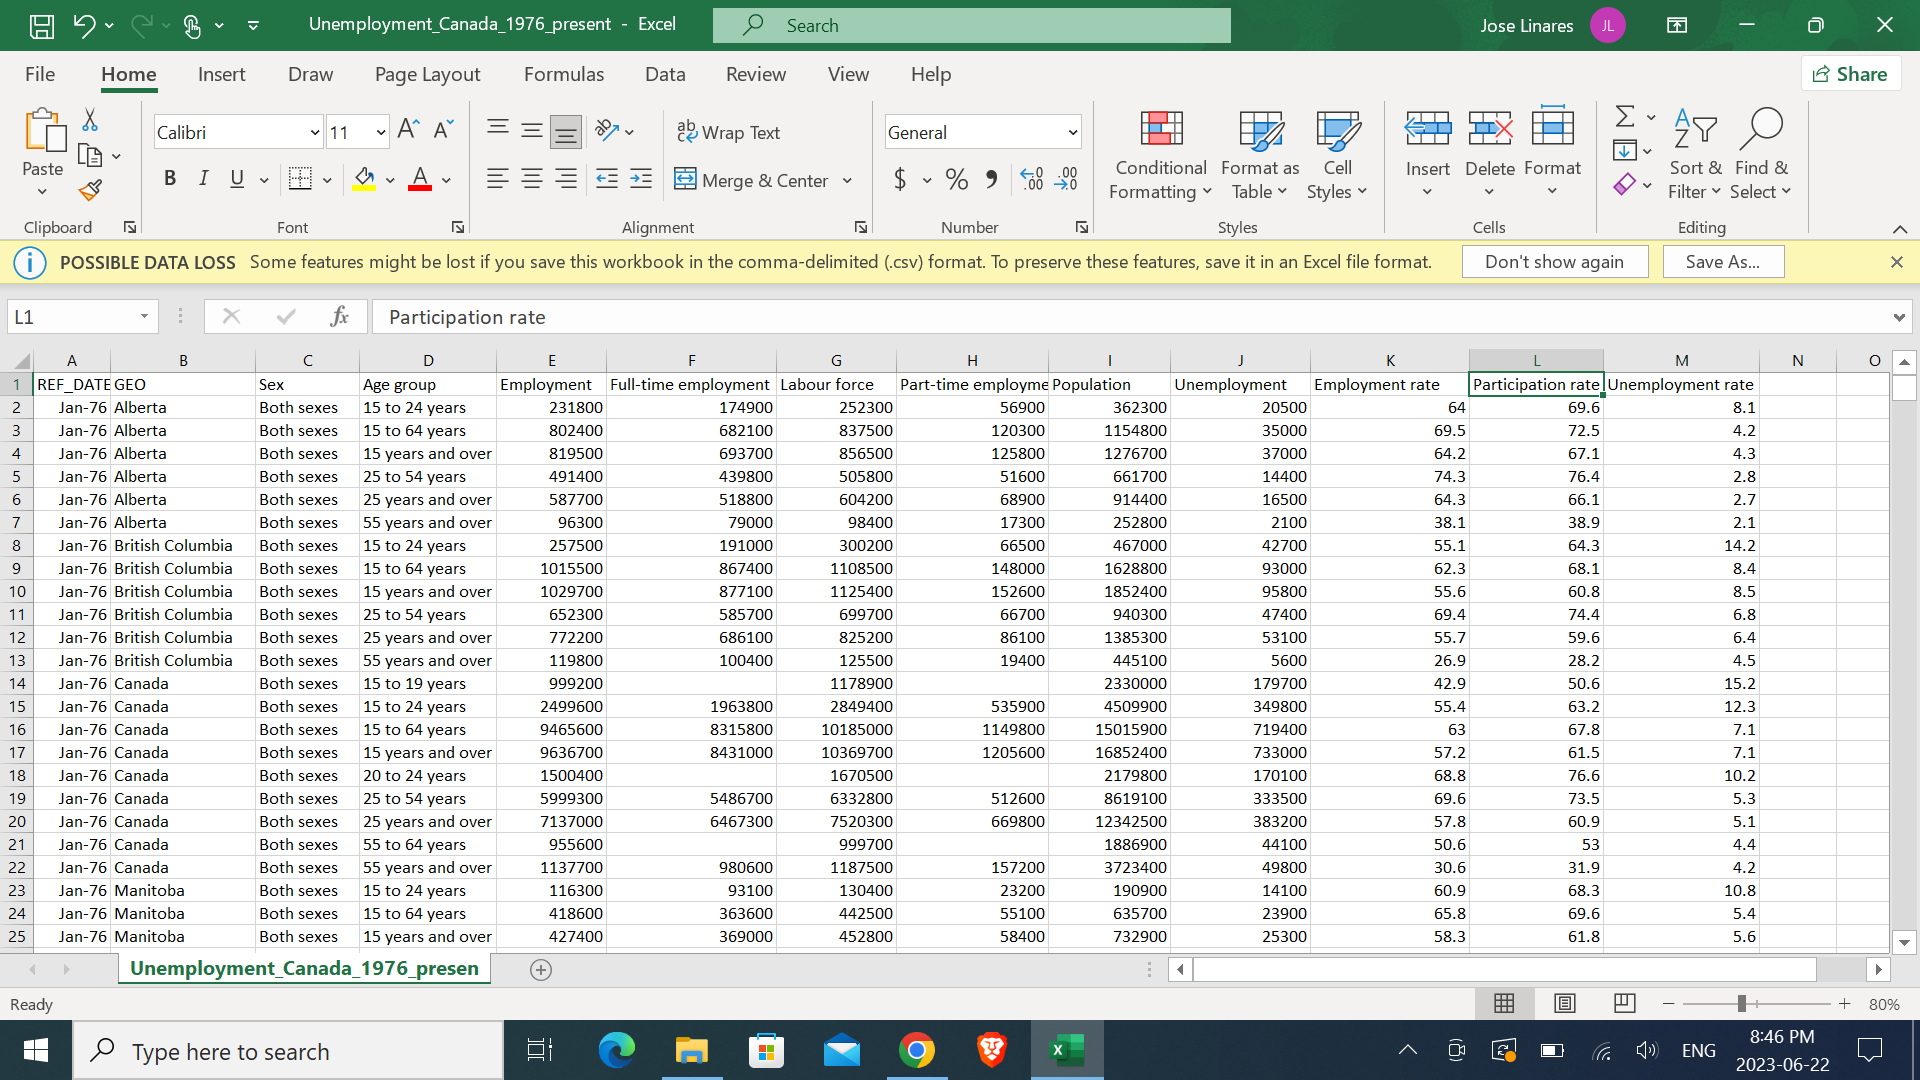 Unemployment_Canada_1976_present - Excel
Search
Jose Linares JL
File Home Insert Draw Page Layout Formulas Data Review View Help Share
Paste
Clipboard
Calibri 11
B I U
Font
Wrap Text
Merge & Center
Alignment
General
$ % 9
Number
Conditional Formatting
Format as Table
Cell Styles
Styles
Insert Delete Format
Cells
Sort & Filter
Find & Select
Editing
POSSIBLE DATA LOSS Some features might be lost if you save this workbook in the comma-delimited (.csv) format. To preserve these features, save it in an Excel file format. Don't show again Save As...
L1 fx Participation rate
A B C D E F G H I J K L M N O
1 REF_DATE GEO Sex Age group Employment Full-time employment Labour force Part-time employme Population Unemployment Employment rate Participation rate Unemployment rate
2 Jan-76 Alberta Both sexes 15 to 24 years 231800 174900 252300 56900 362300 20500 64 69.6 8.1
3 Jan-76 Alberta Both sexes 15 to 64 years 802400 682100 837500 120300 1154800 35000 69.5 72.5 4.2
4 Jan-76 Alberta Both sexes 15 years and over 819500 693700 856500 125800 1276700 37000 64.2 67.1 4.3
5 Jan-76 Alberta Both sexes 25 to 54 years 491400 439800 505800 51600 661700 14400 74.3 76.4 2.8
6 Jan-76 Alberta Both sexes 25 years and over 587700 518800 604200 68900 914400 16500 64.3 66.1 2.7
7 Jan-76 Alberta Both sexes 55 years and over 96300 79000 98400 17300 252800 2100 38.1 38.9 2.1
8 Jan-76 British Columbia Both sexes 15 to 24 years 257500 191000 300200 66500 467000 42700 55.1 64.3 14.2
9 Jan-76 British Columbia Both sexes 15 to 64 years 1015500 867400 1108500 148000 1628800 93000 62.3 68.1 8.4
10 Jan-76 British Columbia Both sexes 15 years and over 1029700 877100 1125400 152600 1852400 95800 55.6 60.8 8.5
11 Jan-76 British Columbia Both sexes 25 to 54 years 652300 585700 699700 66700 940300 47400 69.4 74.4 6.8
12 Jan-76 British Columbia Both sexes 25 years and over 772200 686100 825200 86100 1385300 53100 55.7 59.6 6.4
13 Jan-76 British Columbia Both sexes 55 years and over 119800 100400 125500 19400 445100 5600 26.9 28.2 4.5
14 Jan-76 Canada Both sexes 15 to 19 years 999200 1178900 2330000 179700 42.9 50.6 15.2
15 Jan-76 Canada Both sexes 15 to 24 years 2499600 1963800 2849400 535900 4509900 349800 55.4 63.2 12.3
16 Jan-76 Canada Both sexes 15 to 64 years 9465600 8315800 10185000 1149800 15015900 719400 63 67.8 7.1
17 Jan-76 Canada Both sexes 15 years and over 9636700 8431000 10369700 1205600 16852400 733000 57.2 61.5 7.1
18 Jan-76 Canada Both sexes 20 to 24 years 1500400 1670500 2179800 170100 68.8 76.6 10.2
19 Jan-76 Canada Both sexes 25 to 54 years 5999300 5486700 6332800 512600 8619100 333500 69.6 73.5 5.3
20 Jan-76 Canada Both sexes 25 years and over 7137000 6467300 7520300 669800 12342500 383200 57.8 60.9 5.1
21 Jan-76 Canada Both sexes 55 to 64 years 955600 999700 1886900 44100 50.6 53 4.4
22 Jan-76 Canada Both sexes 55 years and over 1137700 980600 1187500 157200 3723400 49800 30.6 31.9 4.2
23 Jan-76 Manitoba Both sexes 15 to 24 years 116300 93100 130400 23200 190900 14100 60.9 68.3 10.8
24 Jan-76 Manitoba Both sexes 15 to 64 years 418600 363600 442500 55100 635700 23900 65.8 69.6 5.4
25 Jan-76 Manitoba Both sexes 15 years and over 427400 369000 452800 58400 732900 25300 58.3 61.8 5.6
Unemployment_Canada_1976_presen
Ready 80%
Type here to search
ENG
8:46 PM
2023-06-22